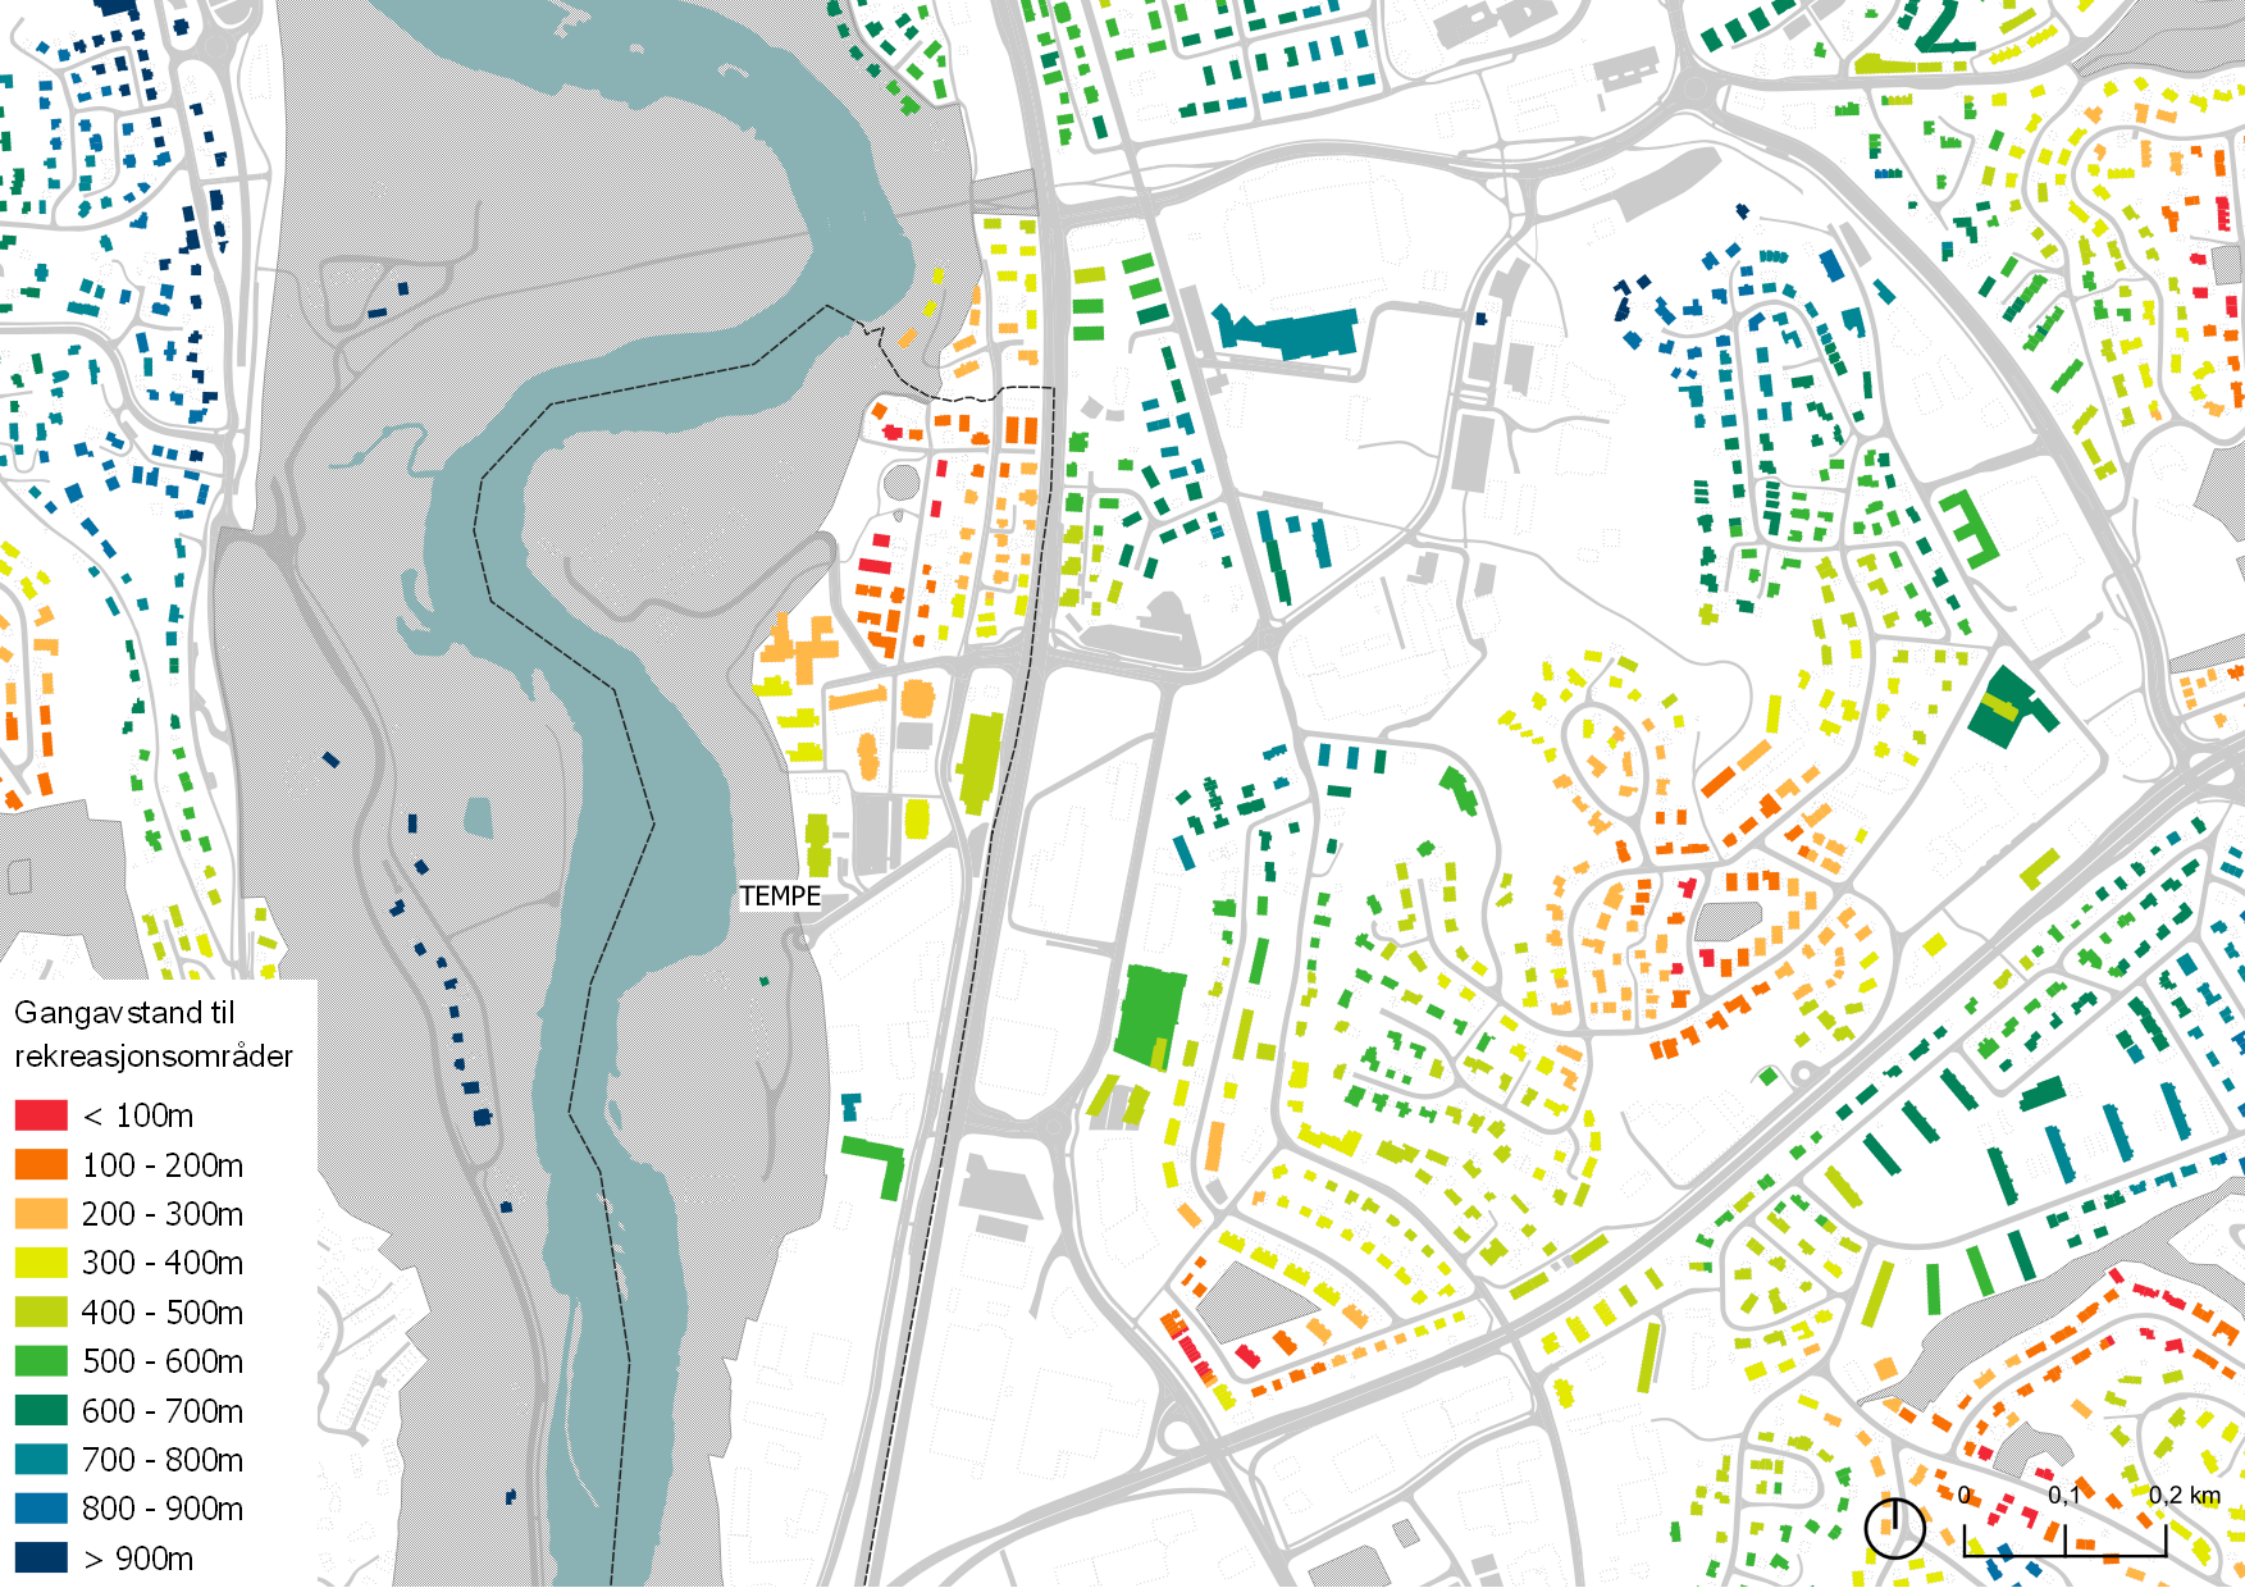 TEMPE
Gangavstand til
rekreasjonsområder
< 100m
100 - 200m
200 - 300m
300 - 400m
400 - 500m
500 - 600m
600 - 700m
700 - 800m
800 - 900m
> 900m
0 0,1 0,2 km